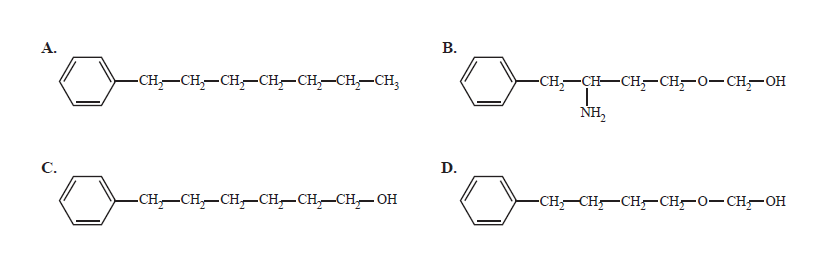 A. B.
CH₂—CH₂—CH₂—CH₂—CH₂—CH₂—CH₃ CH₂—CH—CH₂—CH₂—O—CH₂—OH
NH₂
C. D.
CH₂—CH₂—CH₂—CH₂—CH₂—CH₂—OH CH₂—CH₂—CH₂—CH₂—O—CH₂—OH